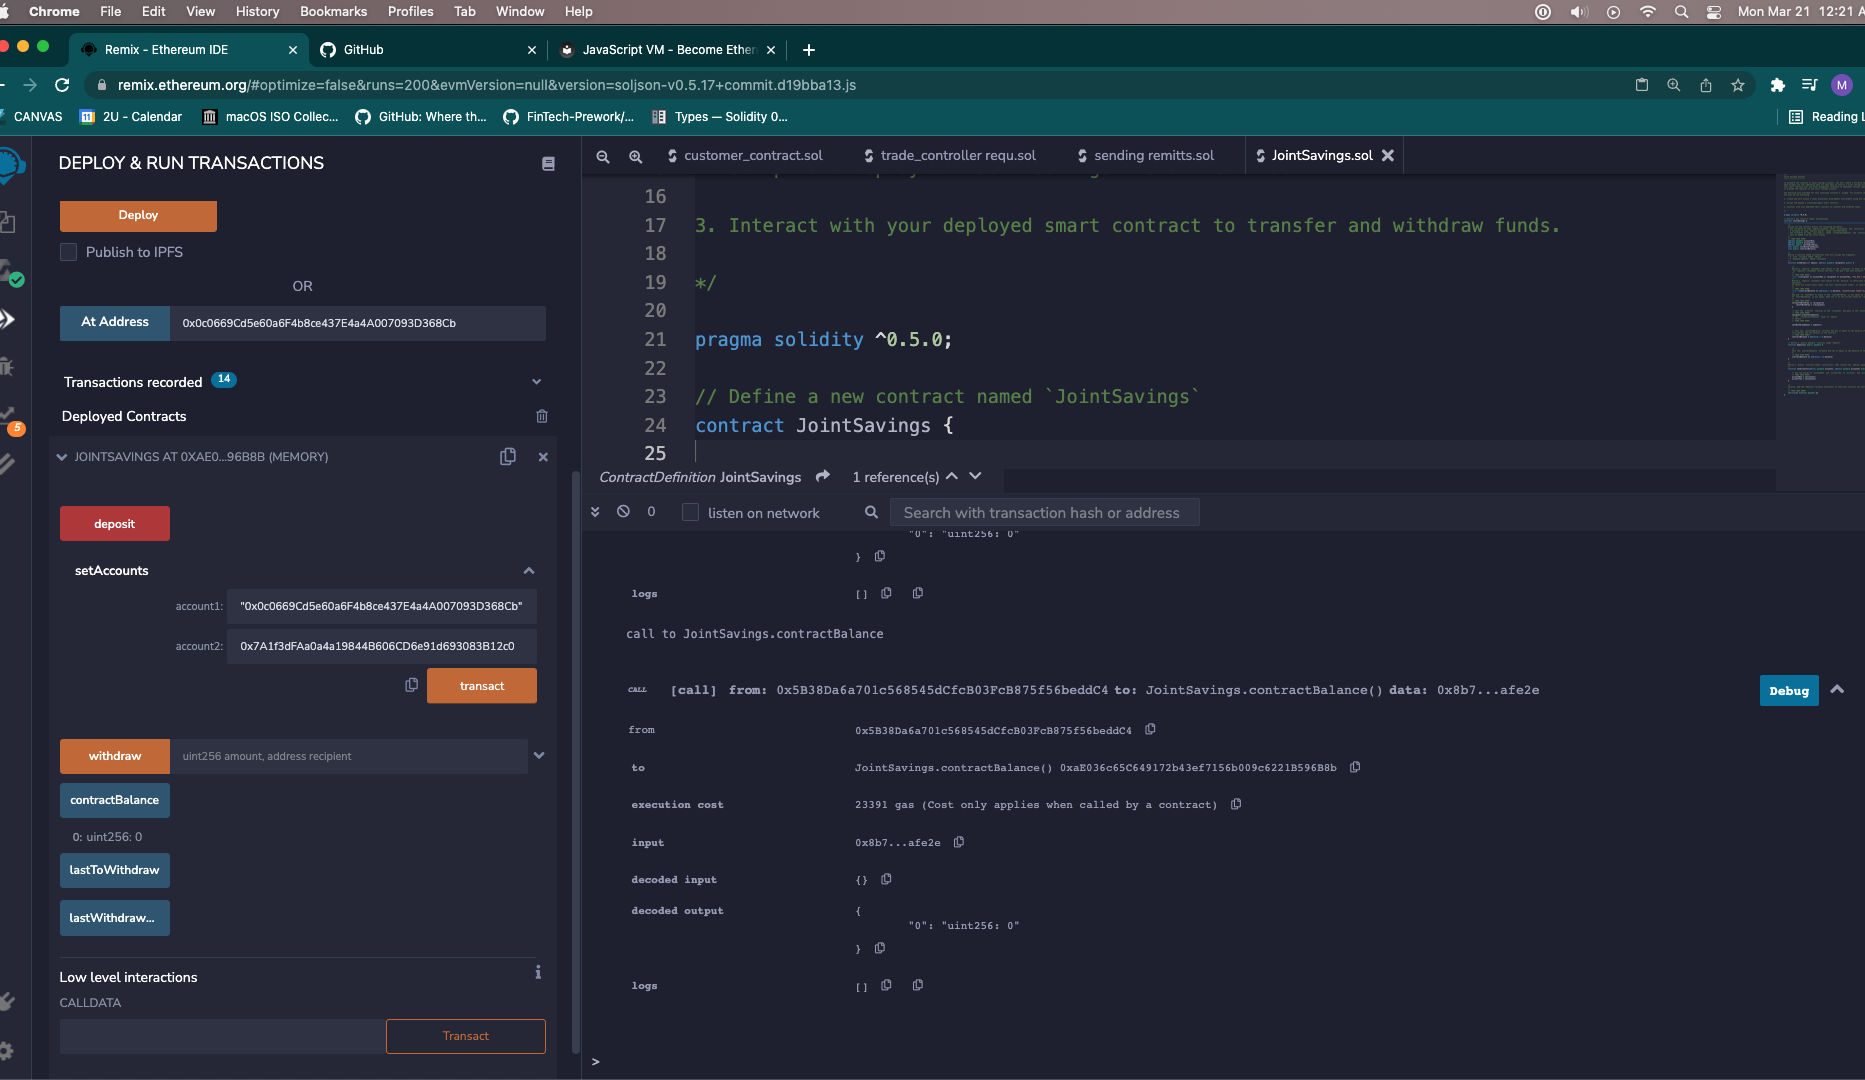 Chrome File Edit View History Bookmarks Profiles Tab Window Help Mon Mar 21 12:21 A
Remix - Ethereum IDE GitHub JavaScript VM - Become Ether
remix.ethereum.org/#optimize=false&runs=200&evmVersion=null&version=soljson-v0.5.17+commit.d19bba13.js M
CANVAS 2U - Calendar macOS ISO Collec... GitHub: Where th... FinTech-Prework/... Types — Solidity 0... Reading L
DEPLOY & RUN TRANSACTIONS
Deploy
Publish to IPFS
OR
At Address 0x0c0669Cd5e60a6F4b8ce437E4a4A007093D368Cb
Transactions recorded 14
Deployed Contracts
5
JOINTSAVINGS AT 0XAE0...96B8B (MEMORY)
deposit
setAccounts
account1: "0x0c0669Cd5e60a6F4b8ce437E4a4A007093D368Cb"
account2: 0x7A1f3dFAa0a4a19844B606CD6e91d693083B12c0
transact
withdraw uint256 amount, address recipient
contractBalance
0: uint256: 0
lastToWithdraw
lastWithdraw...
Low level interactions
CALLDATA
Transact
customer_contract.sol trade_controller requ.sol sending remitts.sol JointSavings.sol
16
17 3. Interact with your deployed smart contract to transfer and withdraw funds.
18
19 */
20
21 pragma solidity ^0.5.0;
22
23 // Define a new contract named `JointSavings`
24 contract JointSavings {
25
ContractDefinition JointSavings 1 reference(s)
0 listen on network Search with transaction hash or address
"0": "uint256: 0"
}
logs []
call to JointSavings.contractBalance
CALL [call] from: 0x5B38Da6a701c568545dCfcB03FcB875f56beddC4 to: JointSavings.contractBalance() data: 0x8b7...afe2e Debug
from 0x5B38Da6a701c568545dCfcB03FcB875f56beddC4
to JointSavings.contractBalance() 0xaE036c65C649172b43ef7156b009c6221B596B8b
execution cost 23391 gas (Cost only applies when called by a contract)
input 0x8b7...afe2e
decoded input {}
decoded output {
"0": "uint256: 0"
}
logs []
>